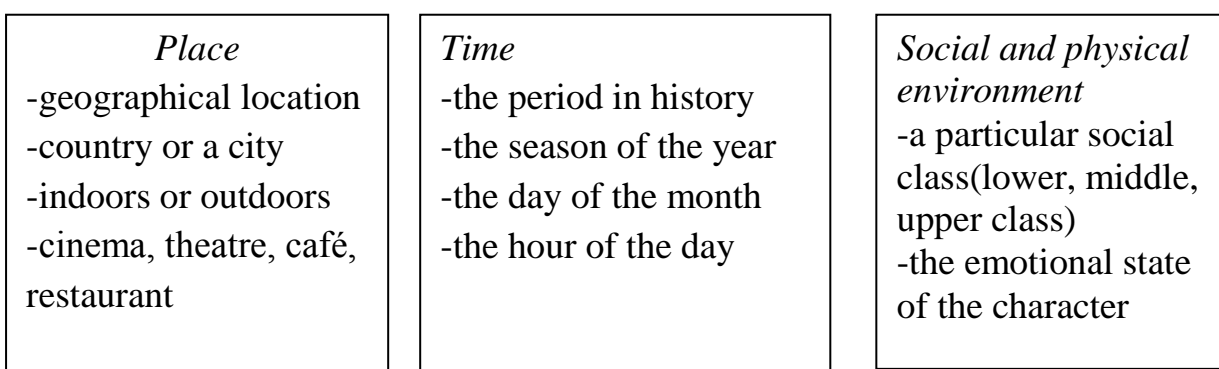 Place
-geographical location
-country or a city
-indoors or outdoors
-cinema, theatre, café,
restaurant
Time
-the period in history
-the season of the year
-the day of the month
-the hour of the day
Social and physical
environment
-a particular social
class(lower, middle,
upper class)
-the emotional state
of the character